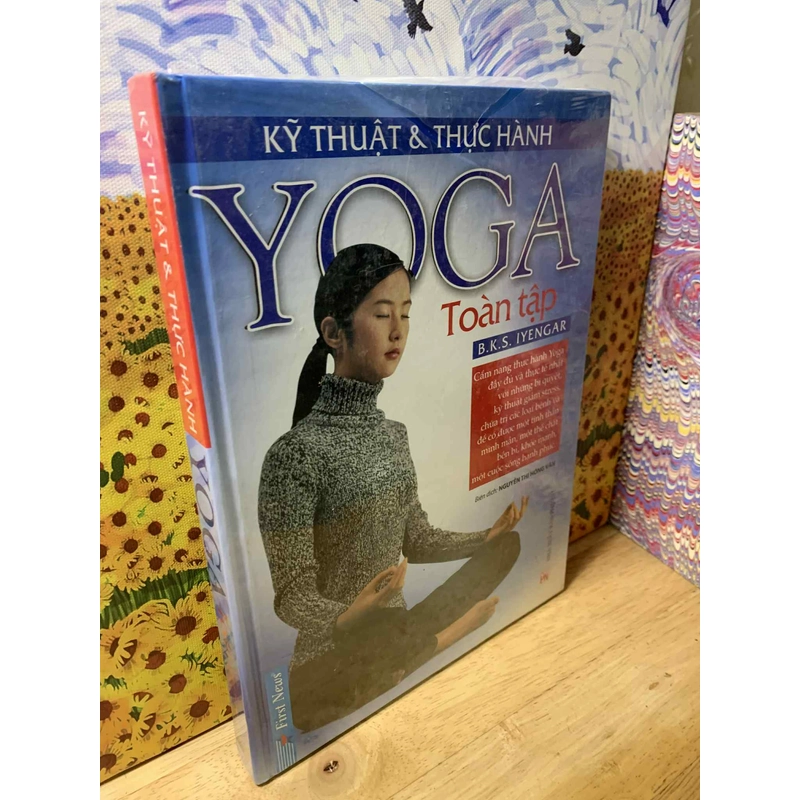 KỸ THUẬT & THỰC HÀNH
YOGA
Toàn tập
B.K.S. IYENGAR
Cẩm nang thực hành Yoga
đầy đủ và thực tế nhất
với những bí quyết,
kỹ thuật giảm stress,
chữa trị các loại bệnh và
để có được một tinh thần
minh mẫn, một thể chất
bền bỉ, khỏe mạnh,
một cuộc sống hạnh phúc
Biên dịch: NGUYỄN THỊ HỒNG VÂN
First News
KỸ THUẬT & THỰC HÀNH
YOGA